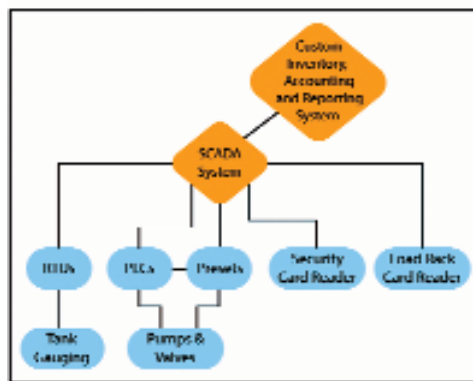 Custom
Inventory,
Accounting
and Reporting
System
SCADA
System
RTUs
PLCs
Presets
Security
Card Reader
Load Rack
Card Reader
Tank
Gauging
Pumps &
Valves